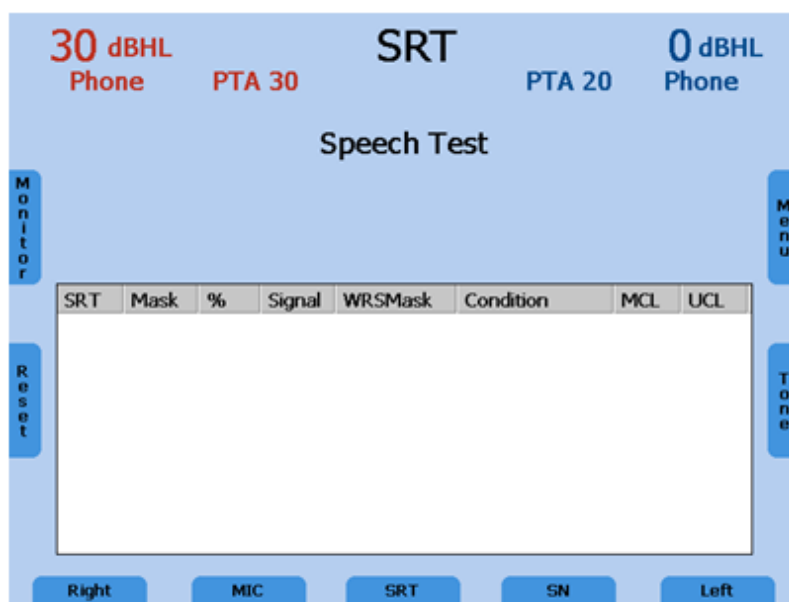 30 dBHL SRT 0 dBHL
Phone PTA 30 PTA 20 Phone
Speech Test
Monitor
Menu
SRT Mask % Signal WRSMask Condition MCL UCL
Reset
Tone
Right MIC SRT SN Left